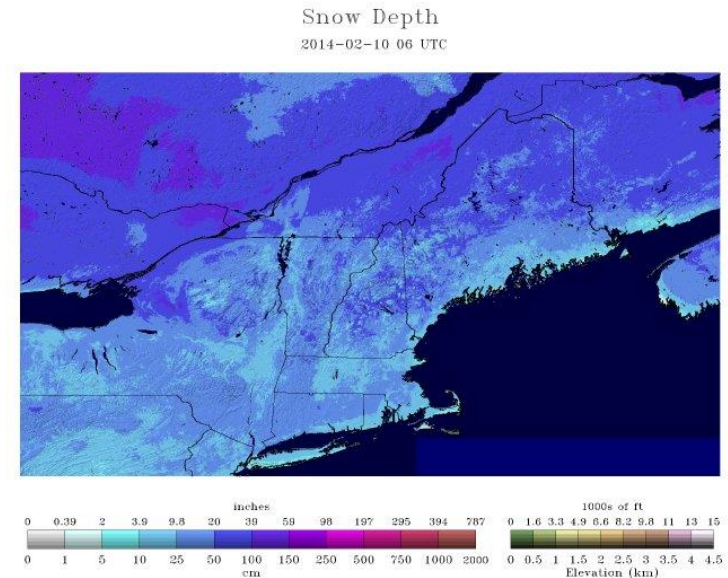 Snow Depth
2014-02-10 06 UTC
inches
0 0.39 2 3.9 9.8 20 39 59 98 197 295 394 787
0 1 5 10 25 50 100 150 250 500 750 1000 2000
cm
1000s of ft
0 1.6 3.3 4.9 6.6 8.2 9.8 11 13 15
0 0.5 1 1.5 2 2.5 3 3.5 4 4.5
Elevation (km)